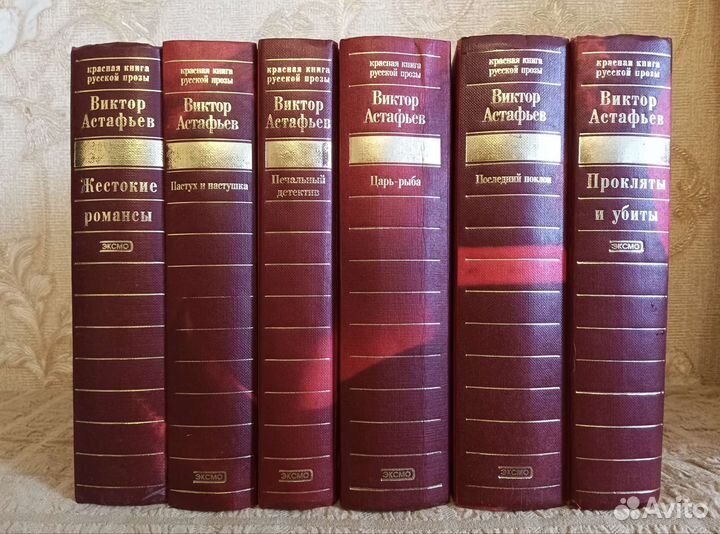 красная книга
русской прозы
Виктор
Астафьев
Жестокие
романсы
ЭКСМО
ЭКСМО
красная книга
русской прозы
Виктор
Астафьев
Пастух и пастушка
ЭКСМО
красная книга
русской прозы
Виктор
Астафьев
Печальный
детектив
ЭКСМО
красная книга
русской прозы
Виктор
Астафьев
Царь-рыба
ЭКСМО
красная книга
русской прозы
Виктор
Астафьев
Последний поклон
ЭКСМО
красная книга
русской прозы
Виктор
Астафьев
Прокляты
и убиты
ЭКСМО
ЭКСМО
Avito